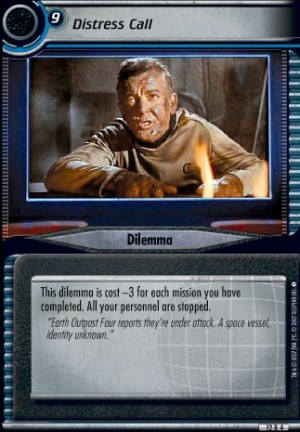 9 Distress Call
Dilemma
This dilemma is cost –3 for each mission you have
completed. All your personnel are stopped.
"Earth Outpost Four reports they're under attack. A space vessel,
identity unknown."